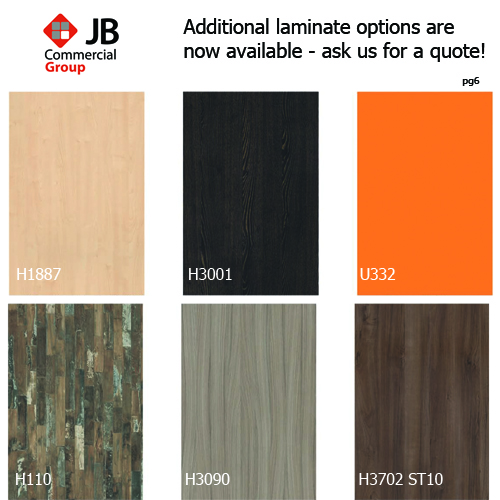 JB
Commercial
Group
Additional laminate options are
now available - ask us for a quote!
pg6
H1887
H3001
U332
H110
H3090
H3702 ST10